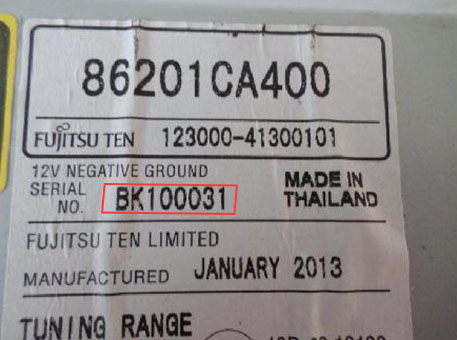 86201CA400
FUJITSU TEN 123000-41300101
12V NEGATIVE GROUND
SERIAL NO. BK100031
MADE IN THAILAND
FUJITSU TEN LIMITED
MANUFACTURED JANUARY 2013
TUNING RANGE